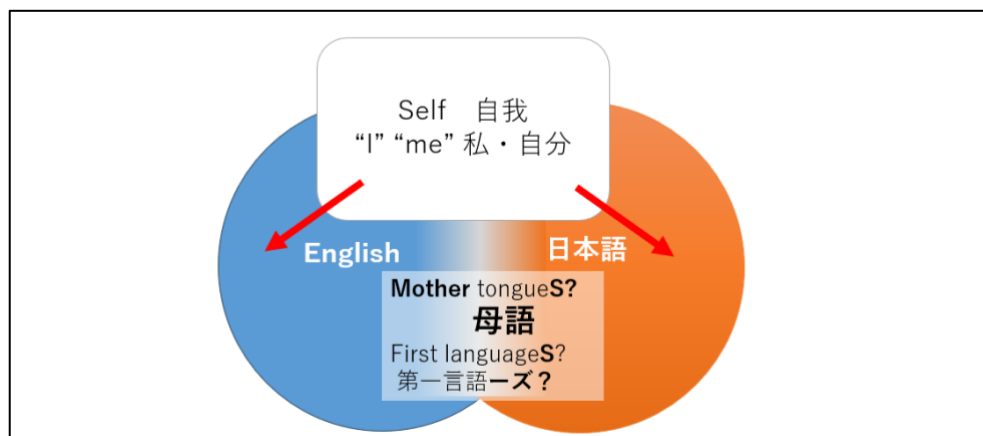 Self　自我
“I” “me” 私・自分
English
日本語
Mother tongueS?
母語
First languageS?
第一言語ーズ？